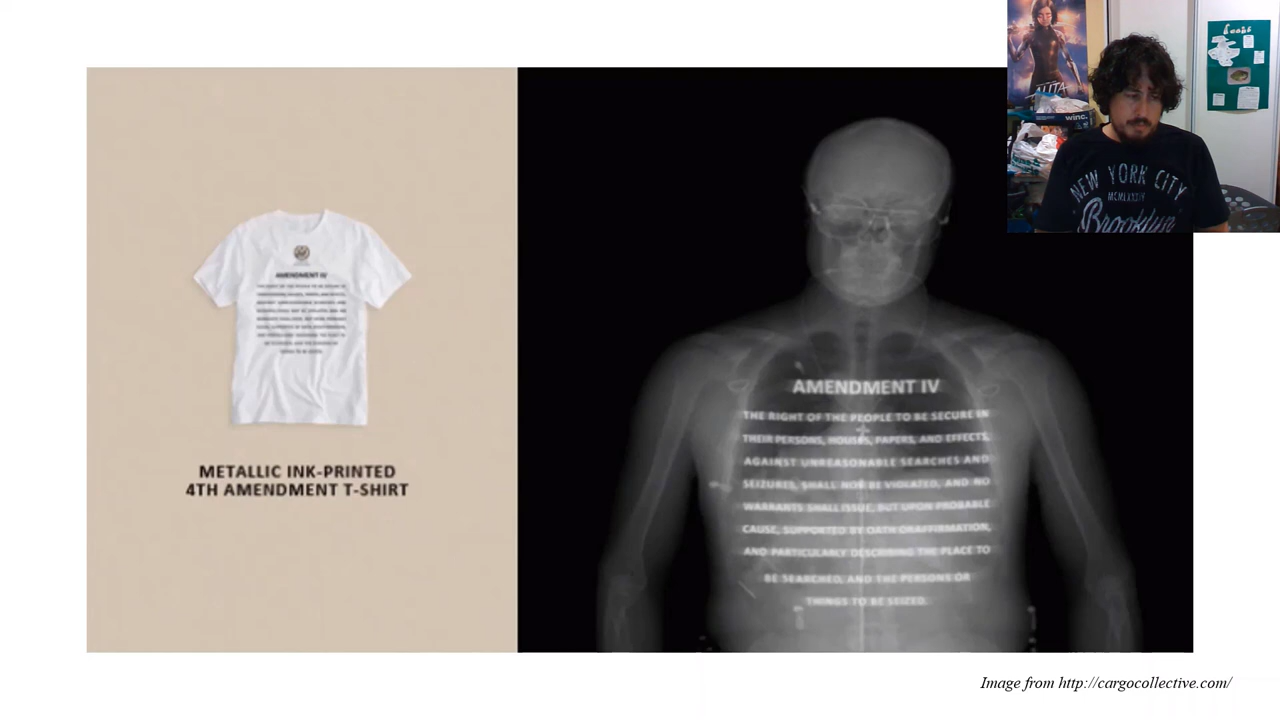 AMENDMENT IV
METALLIC INK-PRINTED
4TH AMENDMENT T-SHIRT
AMENDMENT IV
THE RIGHT OF THE PEOPLE TO BE SECURE IN
THEIR PERSONS, HOUSES, PAPERS, AND EFFECTS,
AGAINST UNREASONABLE SEARCHES AND
SEIZURES, SHALL NOT BE VIOLATED, AND NO
WARRANTS SHALL ISSUE, BUT UPON PROBABLE
CAUSE, SUPPORTED BY OATH OR AFFIRMATION,
AND PARTICULARLY DESCRIBING THE PLACE TO
BE SEARCHED, AND THE PERSONS OR
THINGS TO BE SEIZED.
ALITA
winc.
NEW YORK CITY
Brooklyn
Image from http://cargocollective.com/